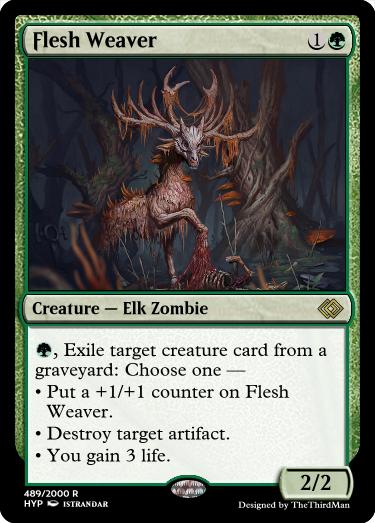 Flesh Weaver 1
Creature — Elk Zombie
, Exile target creature card from a
graveyard: Choose one —
• Put a +1/+1 counter on Flesh
Weaver.
• Destroy target artifact.
• You gain 3 life.
2/2
489/2000 R
HYP ISTRANDAR
Designed by TheThirdMan